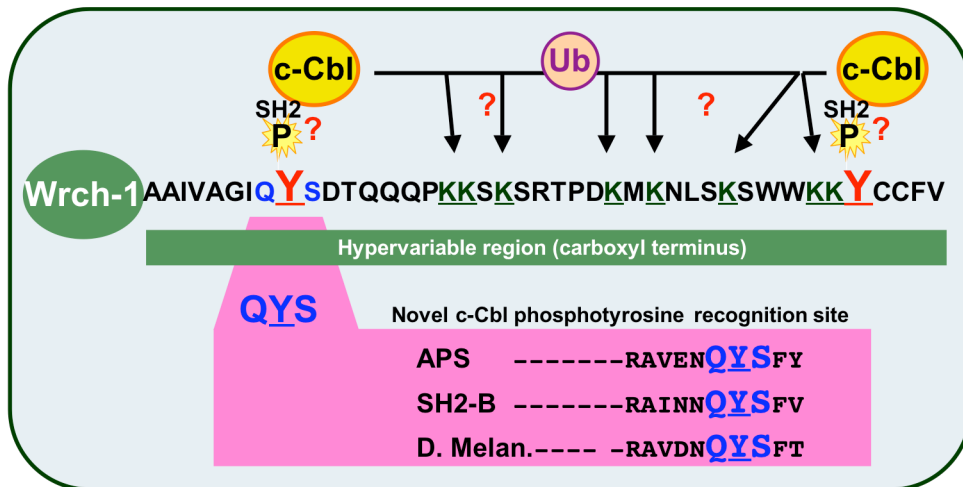 c-Cbl Ub c-Cbl
SH2 SH2
P ? ? ? P ?
Wrch-1 AAIVAGIQYSDTQQQPKKSKSRTPDKMKNLSKSWWKKYCCFV
Hypervariable region (carboxyl terminus)
QYS
Novel c-Cbl phosphotyrosine recognition site
APS -------RAVENQYSFY
SH2-B -------RAINNQYSFV
D. Melan.---- -RAVDNQYSFT